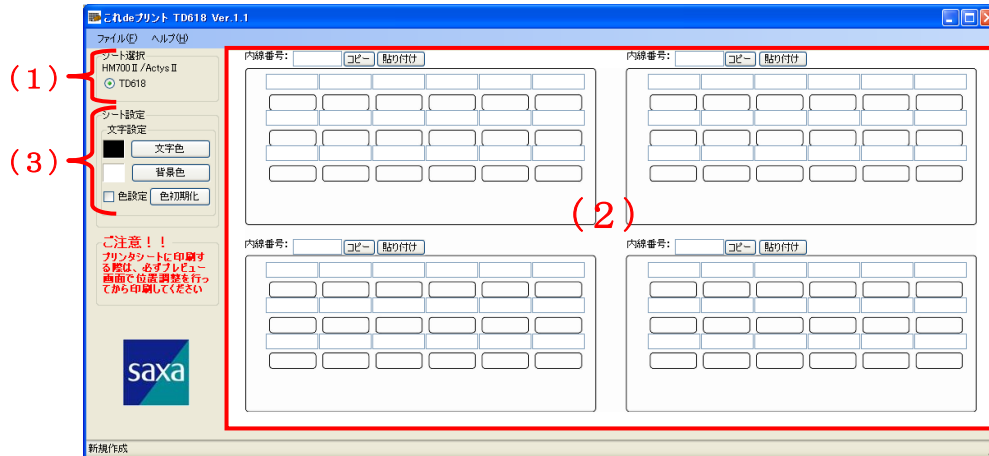 これdeプリント TD618 Ver.1.1
ファイル(F) ヘルプ(H)
シート選択
HM700Ⅱ/ActysⅡ
TD618
(1)
シート設定
文字設定
文字色
背景色
色設定 色初期化
(3)
ご注意！！
プリンタシートに印刷す
る際は、必ずプレビュー
画面で位置調整を行っ
てから印刷してください
saxa
内線番号: コピー 貼り付け
内線番号: コピー 貼り付け
(2)
内線番号: コピー 貼り付け
内線番号: コピー 貼り付け
新規作成